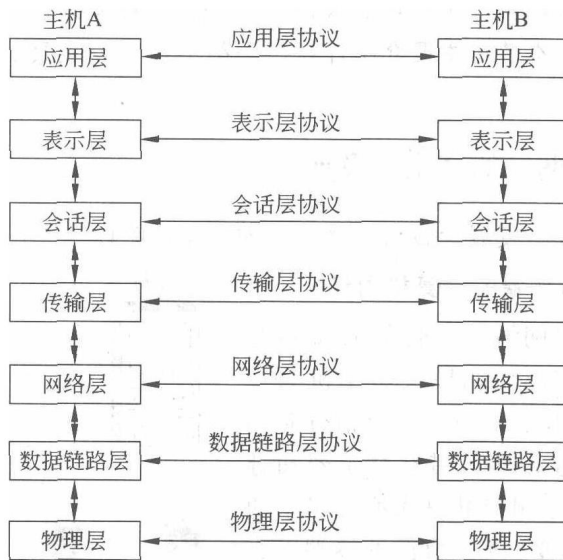 主机A 主机B
应用层 应用层协议 应用层
表示层 表示层协议 表示层
会话层 会话层协议 会话层
传输层 传输层协议 传输层
网络层 网络层协议 网络层
数据链路层 数据链路层协议 数据链路层
物理层 物理层协议 物理层